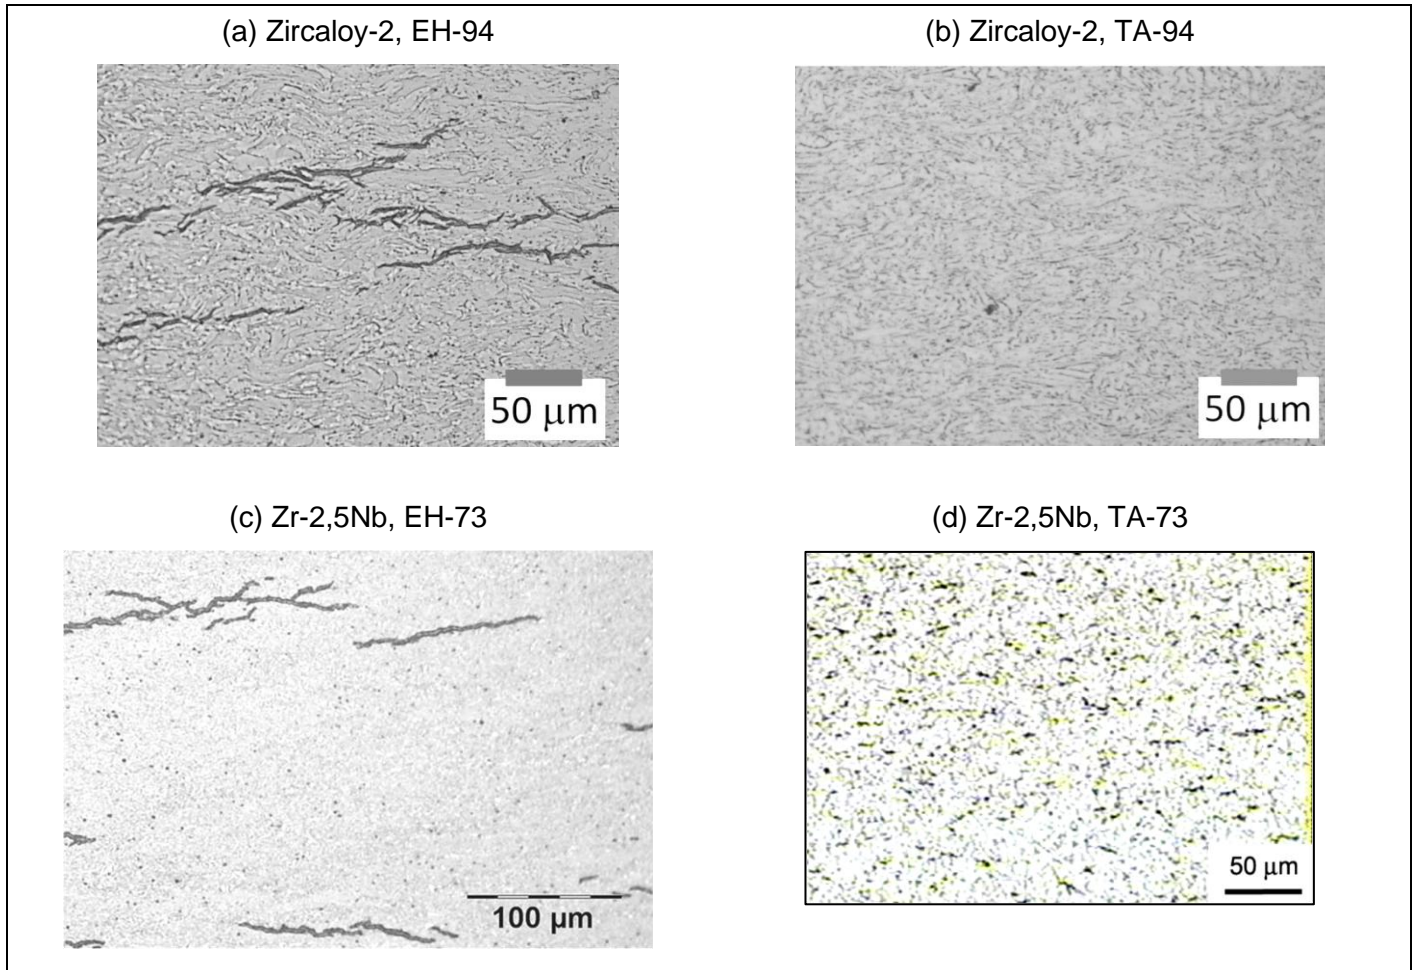 (a) Zircaloy-2, EH-94
(b) Zircaloy-2, TA-94
50 μm
50 μm
(c) Zr-2,5Nb, EH-73
(d) Zr-2,5Nb, TA-73
100 μm
50 μm